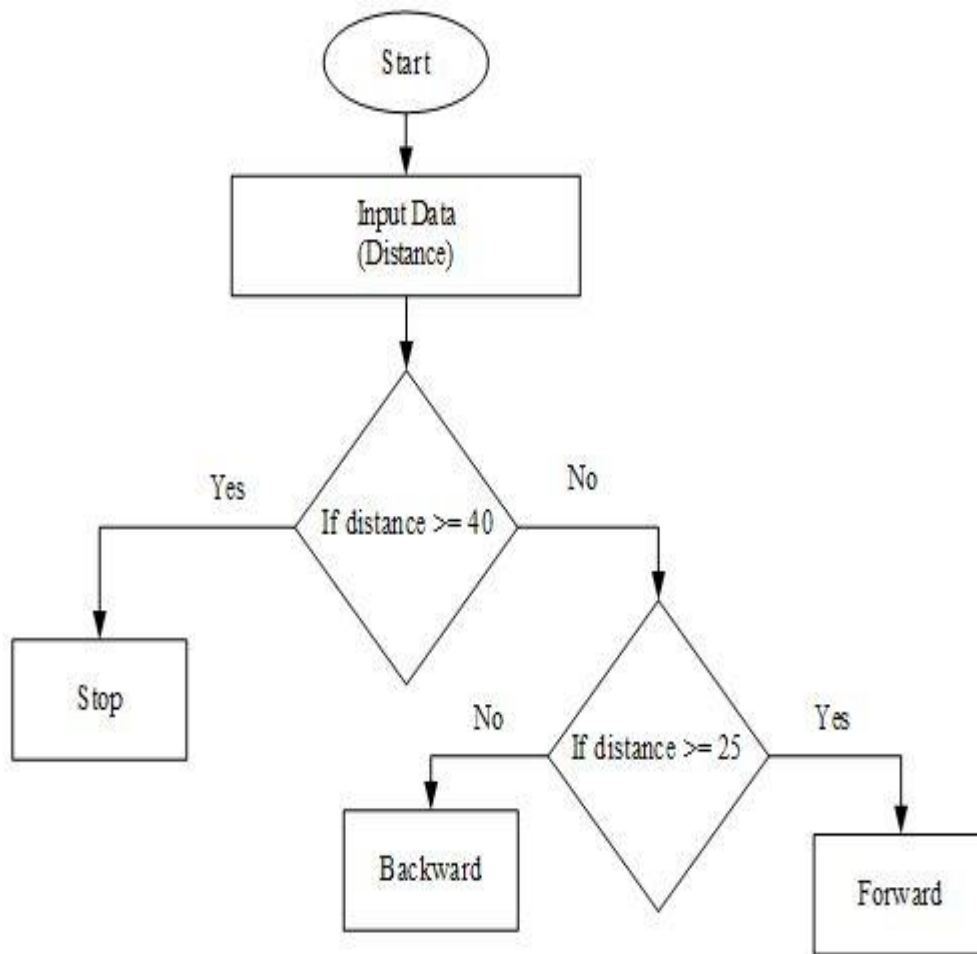 Start
Input Data
(Distance)
Yes
No
If distance >= 40
Stop
No
Yes
If distance >= 25
Backward
Forward